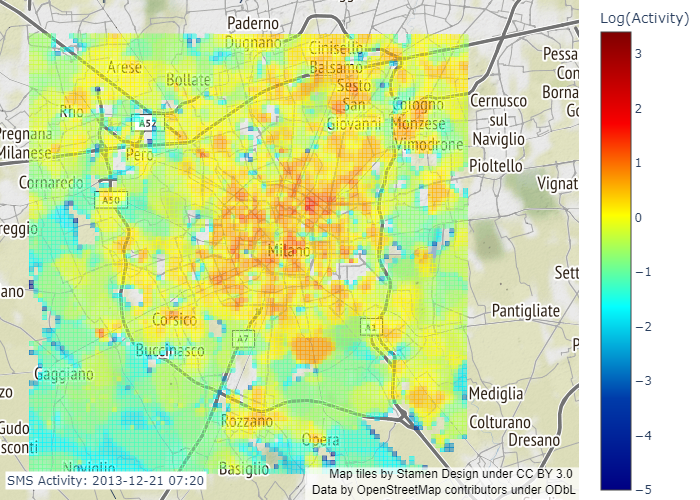 Paderno
Dugnano
Cinisello
Balsamo
Arese
Bollate
Sesto
San
Giovanni
Rho
A52
Cologno
Monzese
Vimodrone
Pero
Pregnana
Milanese
Cornaredo
A50
reggio
ano
Milano
Corsico
Buccinasco
A7
A1
Gaggiano
zo
Gudo
sconti
Rozzano
Opera
Noviglio
Basiglio
Pessa
Con
Borna
Go
Cernusco
sul
Naviglio
Pioltello
Vignat
Sett
Pantigliate
P
Mediglia
Colturano
Dresano
SMS Activity: 2013-12-21 07:20
Map tiles by Stamen Design under CC BY 3.0
Data by OpenStreetMap contributors under ODbL
Log(Activity)
3
2
1
0
−1
−2
−3
−4
−5